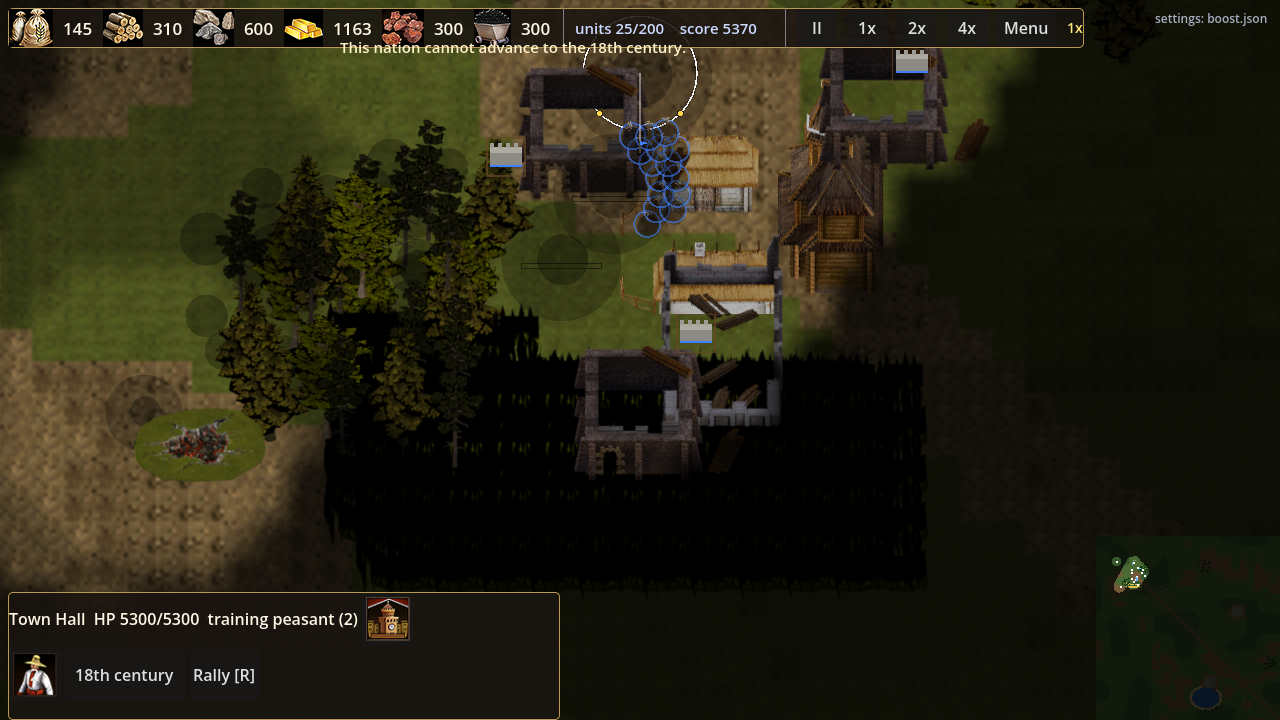 145 310 600 1163 300 300 units 25/200 score 5370 II 1x 2x 4x Menu 1x
settings: boost.json
This nation cannot advance to the 18th century.
Town Hall HP 5300/5300 training peasant (2)
18th century Rally [R]